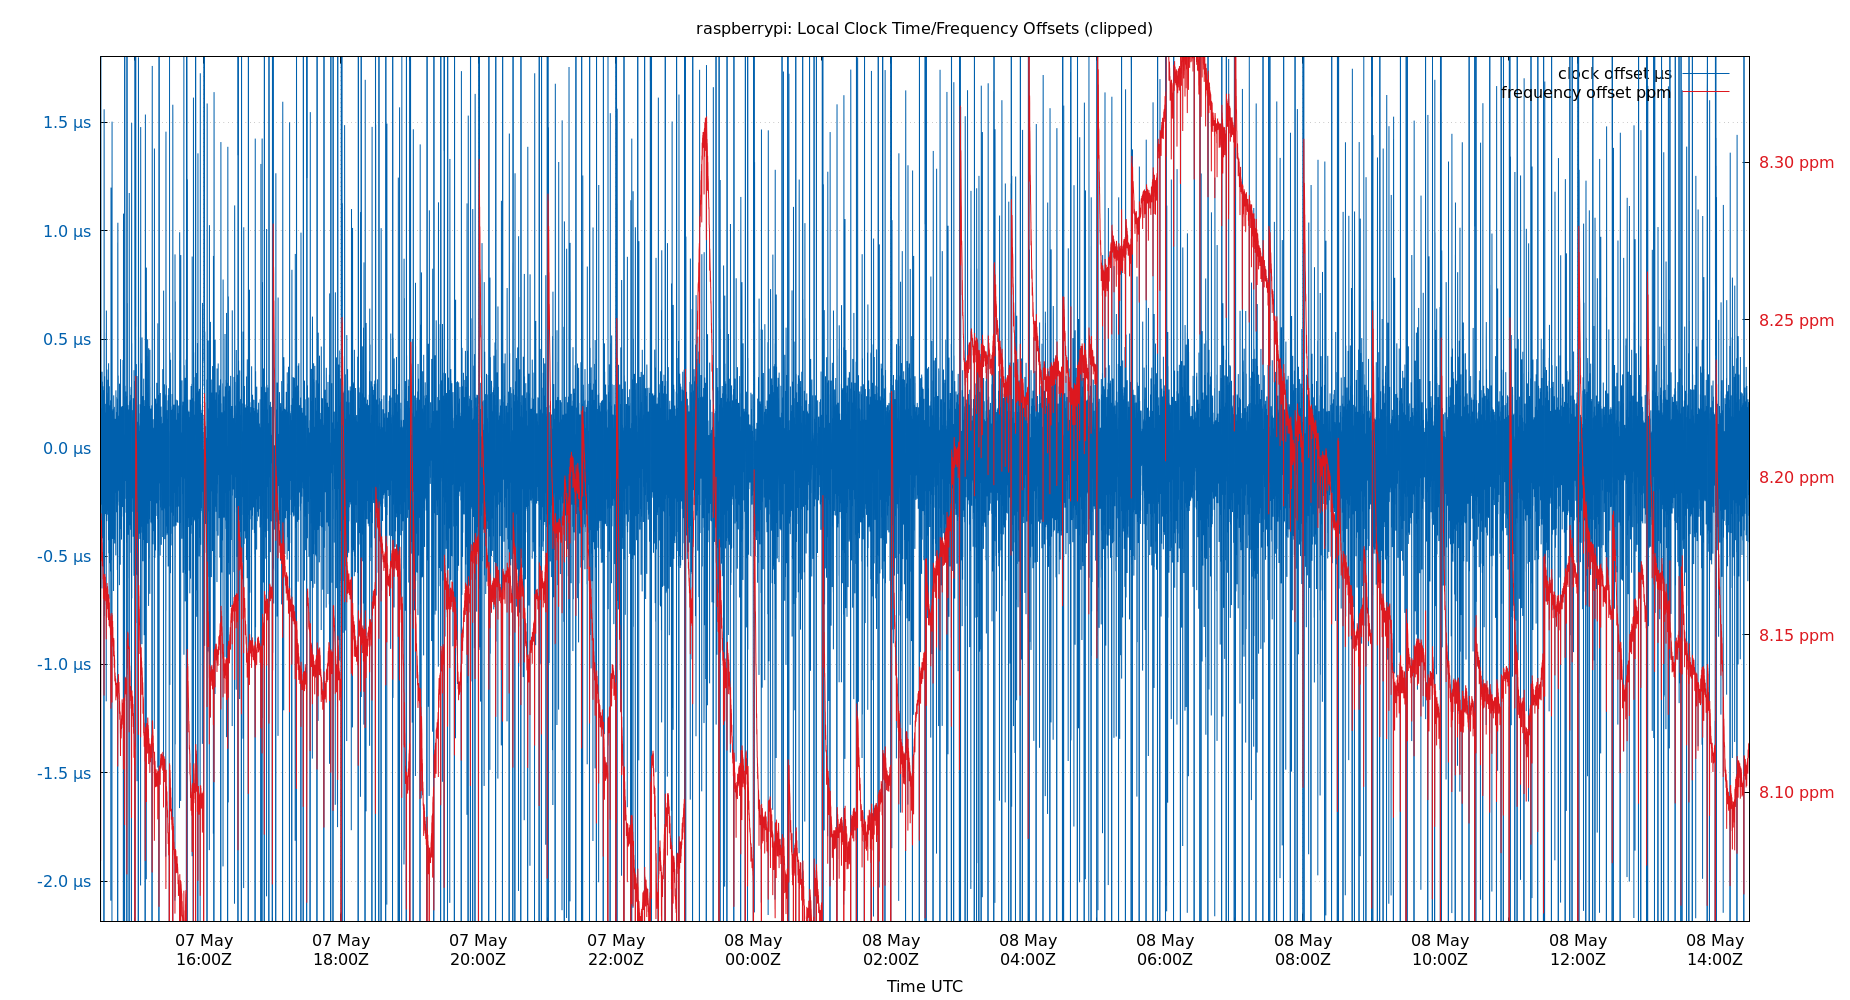 raspberrypi: Local Clock Time/Frequency Offsets (clipped)
clock offset µs
frequency offset ppm
1.5 µs
1.0 µs
0.5 µs
0.0 µs
-0.5 µs
-1.0 µs
-1.5 µs
-2.0 µs
8.30 ppm
8.25 ppm
8.20 ppm
8.15 ppm
8.10 ppm
07 May 07 May 07 May 07 May 08 May 08 May 08 May 08 May 08 May 08 May 08 May 08 May
16:00Z 18:00Z 20:00Z 22:00Z 00:00Z 02:00Z 04:00Z 06:00Z 08:00Z 10:00Z 12:00Z 14:00Z
Time UTC